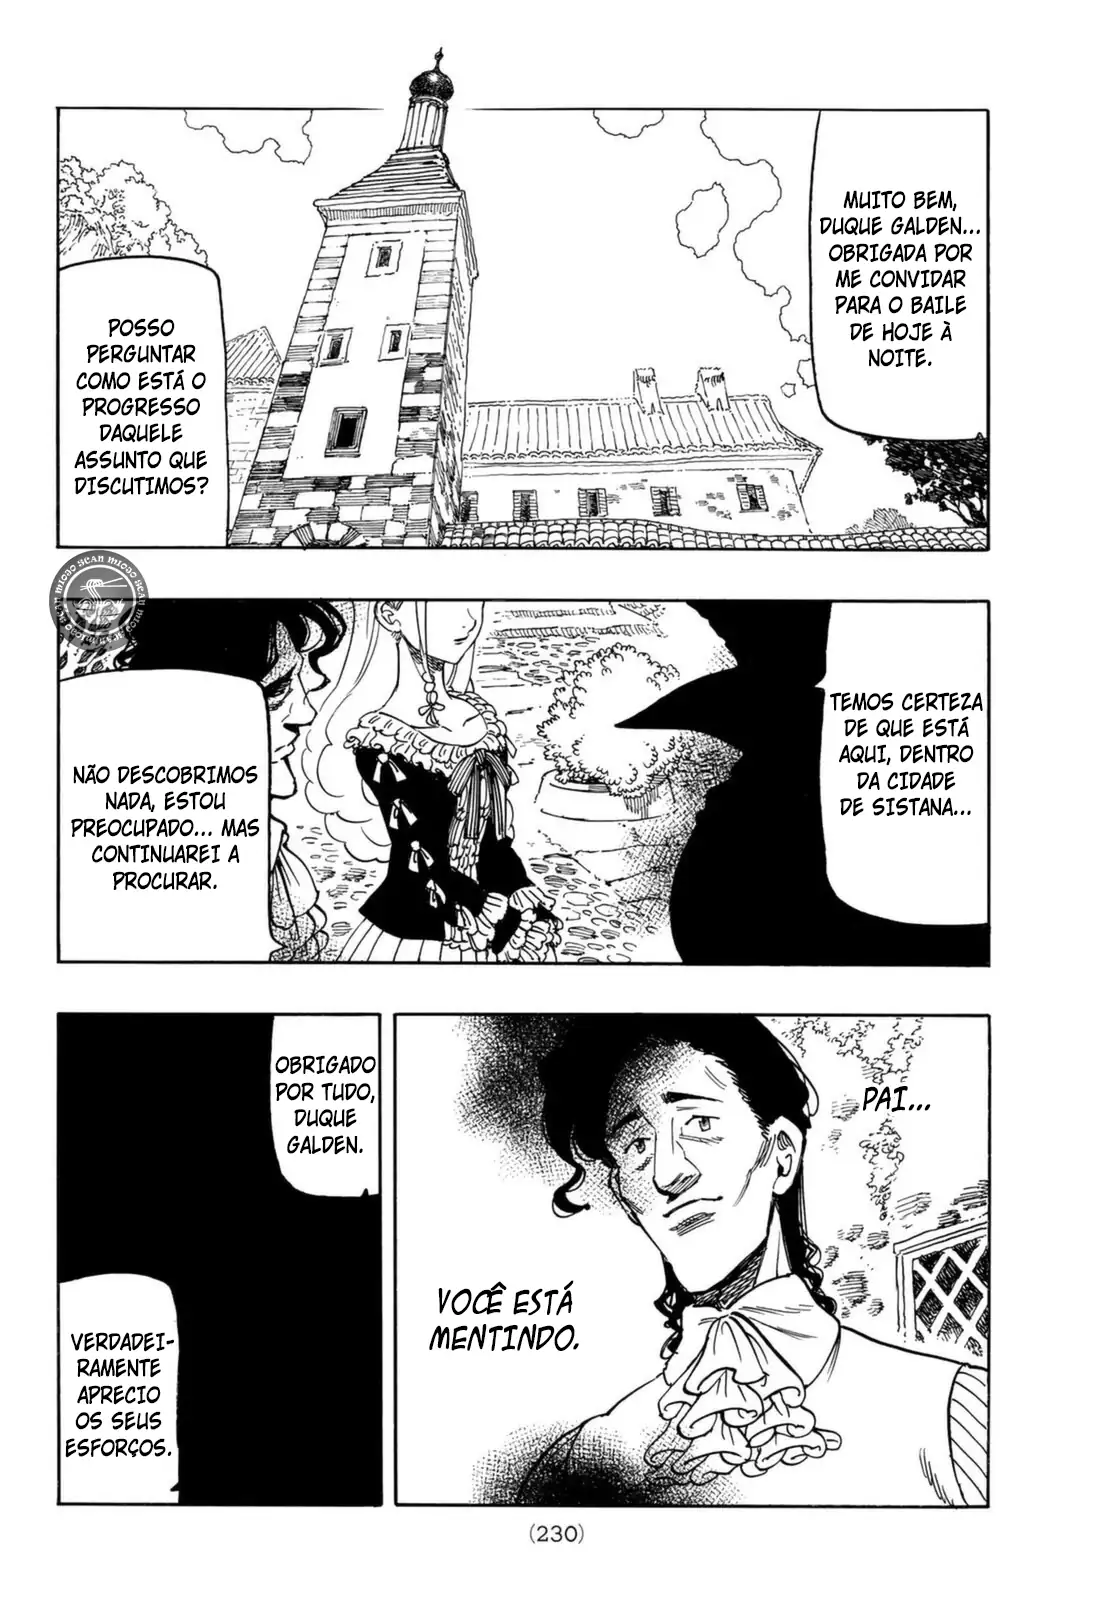 MUITO BEM,
DUQUE GALDEN...
OBRIGADA POR
ME CONVIDAR
PARA O BAILE
DE HOJE À
NOITE.
POSSO
PERGUNTAR
COMO ESTÁ O
PROGRESSO
DAQUELE
ASSUNTO QUE
DISCUTIMOS?
TEMOS CERTEZA
DE QUE ESTÁ
AQUI, DENTRO
DA CIDADE
DE SISTANA...
NÃO DESCOBRIMOS
NADA, ESTOU
PREOCUPADO... MAS
CONTINUAREI A
PROCURAR.
PAI...
VOCÊ ESTÁ
MENTINDO.
OBRIGADO
POR TUDO,
DUQUE
GALDEN.
VERDADEI-
RAMENTE
APRECIO
OS SEUS
ESFORÇOS.
(230)